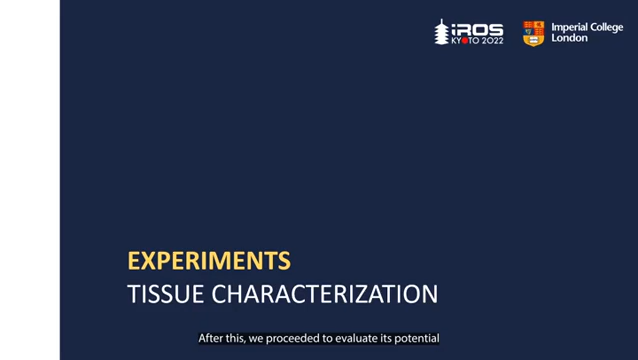 iROS
KYOTO 2022
Imperial College
London
EXPERIMENTS
TISSUE CHARACTERIZATION
After this, we proceeded to evaluate its potential